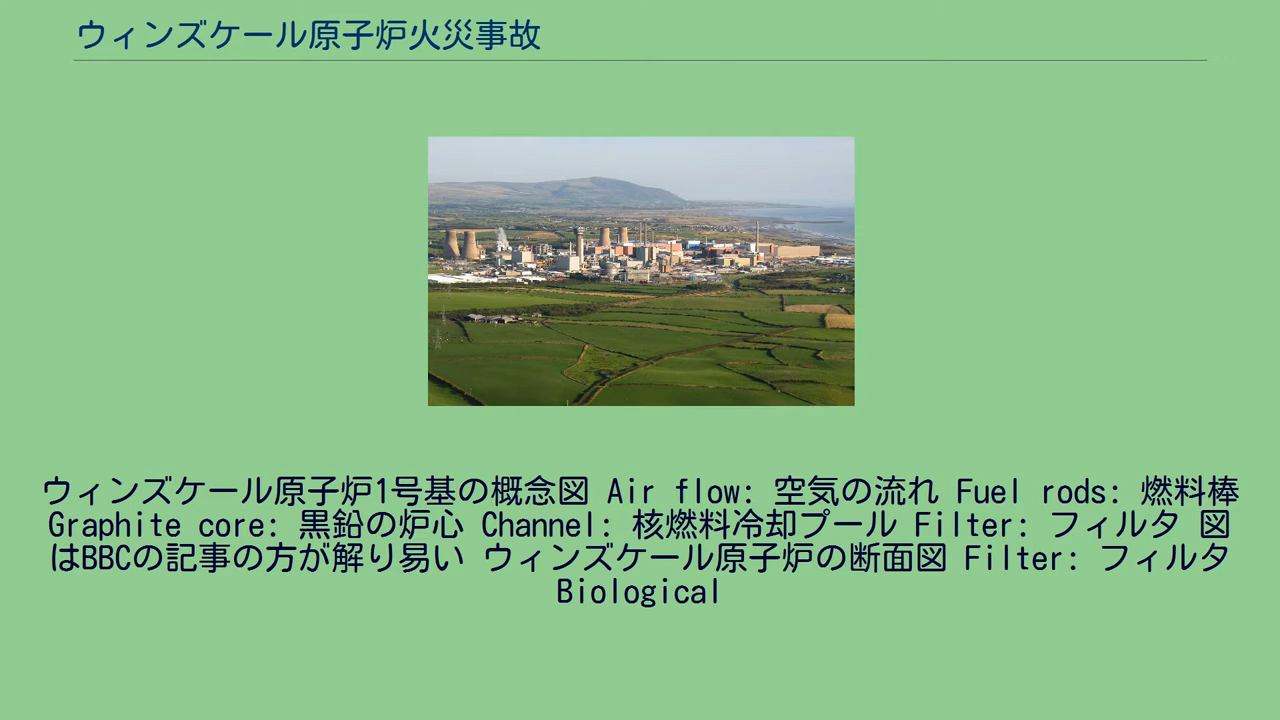 ウィンズケール原子炉火災事故
ウィンズケール原子炉1号基の概念図 Air flow: 空気の流れ Fuel rods: 燃料棒
Graphite core: 黒鉛の炉心 Channel: 核燃料冷却プール Filter: フィルタ 図
はBBCの記事の方が解り易い ウィンズケール原子炉の断面図 Filter: フィルタ
Biological